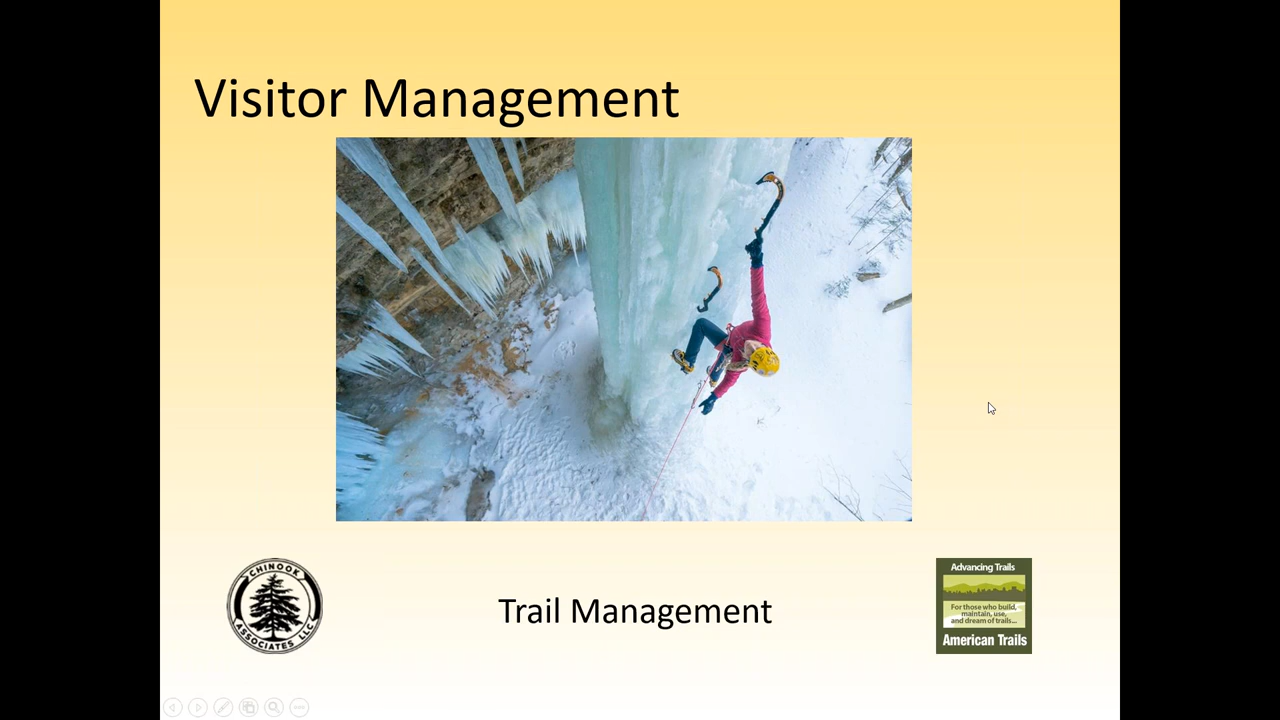 Visitor Management
CHINOOK
ASSOCIATES LLC
Trail Management
Advancing Trails
For those who build,
maintain, use,
and dream of trails...
American Trails